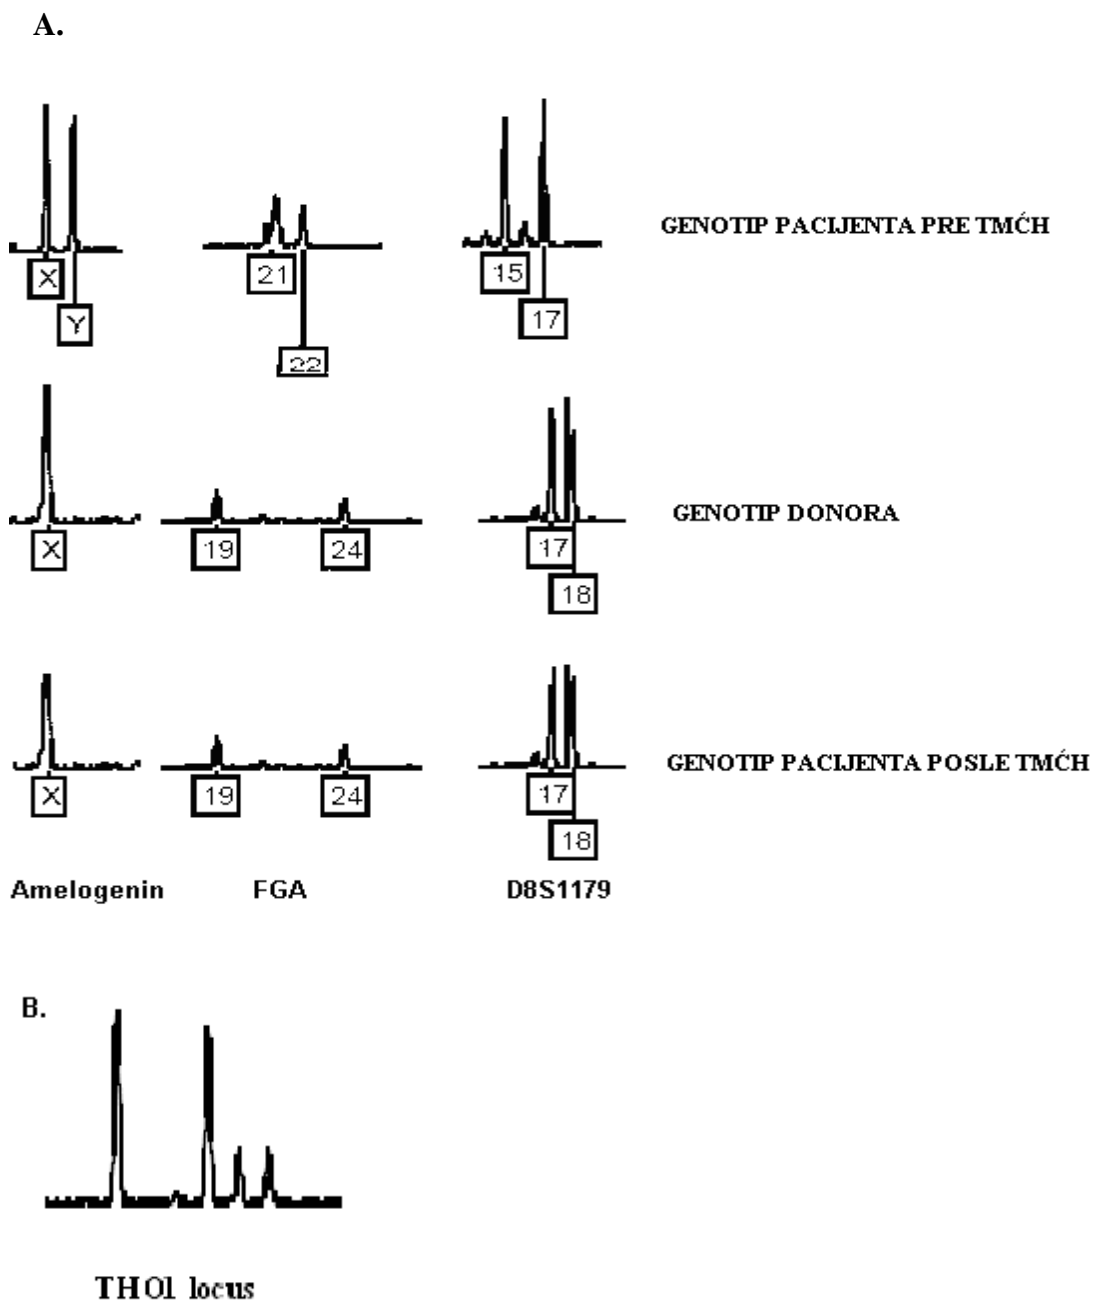 A.
GENOTIP PACIJENTA PRE TMĆH
X 21 15
Y 17
22
GENOTIP DONORA
X 19 24 17
18
GENOTIP PACIJENTA POSLE TMĆH
X 19 24 17
18
Amelogenin FGA D8S1179
B.
THO1 locus